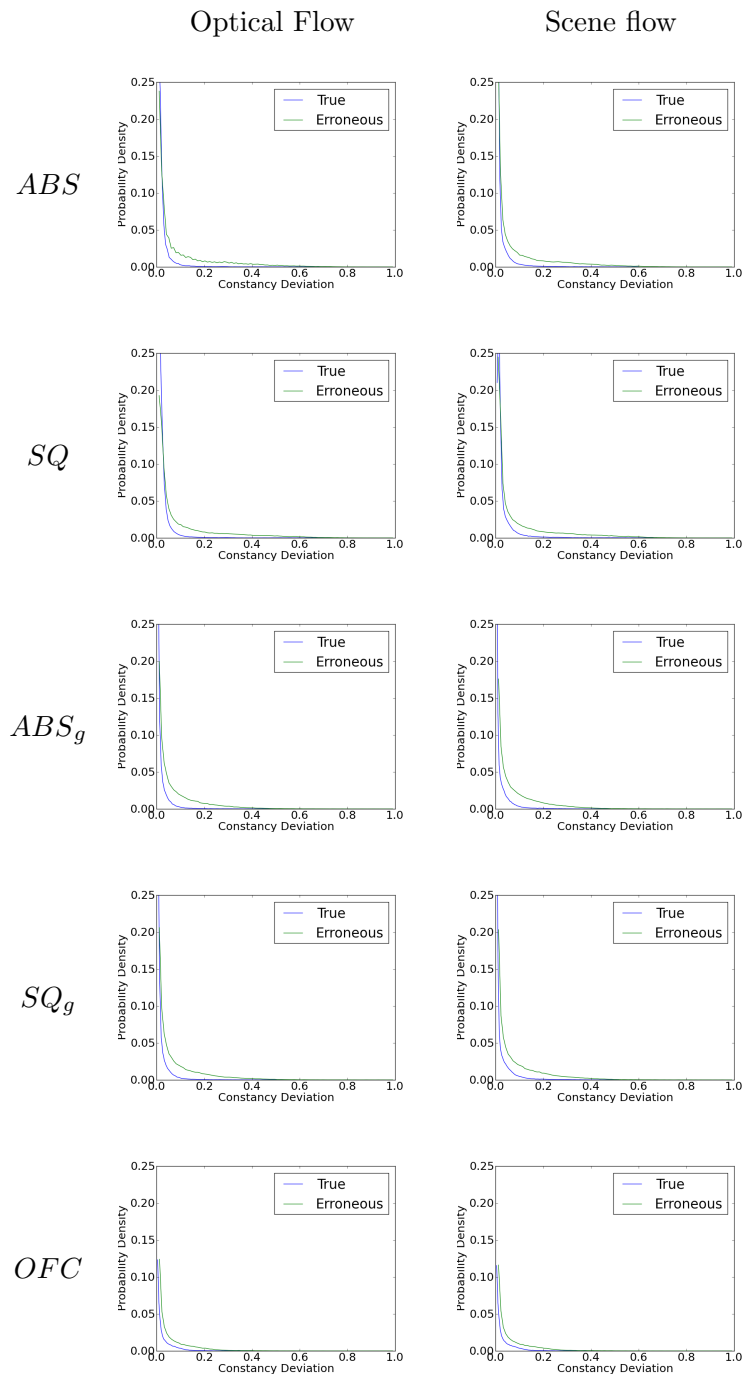 Optical Flow Scene flow
ABS
0.25
0.20
0.15
0.10
0.05
0.00
0.0 0.2 0.4 0.6 0.8 1.0
Constancy Deviation
Probability Density
True
Erroneous
0.25
0.20
0.15
0.10
0.05
0.00
0.0 0.2 0.4 0.6 0.8 1.0
Constancy Deviation
Probability Density
True
Erroneous
SQ
0.25
0.20
0.15
0.10
0.05
0.00
0.0 0.2 0.4 0.6 0.8 1.0
Constancy Deviation
Probability Density
True
Erroneous
0.25
0.20
0.15
0.10
0.05
0.00
0.0 0.2 0.4 0.6 0.8 1.0
Constancy Deviation
Probability Density
True
Erroneous
ABS_g
0.25
0.20
0.15
0.10
0.05
0.00
0.0 0.2 0.4 0.6 0.8 1.0
Constancy Deviation
Probability Density
True
Erroneous
0.25
0.20
0.15
0.10
0.05
0.00
0.0 0.2 0.4 0.6 0.8 1.0
Constancy Deviation
Probability Density
True
Erroneous
SQ_g
0.25
0.20
0.15
0.10
0.05
0.00
0.0 0.2 0.4 0.6 0.8 1.0
Constancy Deviation
Probability Density
True
Erroneous
0.25
0.20
0.15
0.10
0.05
0.00
0.0 0.2 0.4 0.6 0.8 1.0
Constancy Deviation
Probability Density
True
Erroneous
OFC
0.25
0.20
0.15
0.10
0.05
0.00
0.0 0.2 0.4 0.6 0.8 1.0
Constancy Deviation
Probability Density
True
Erroneous
0.25
0.20
0.15
0.10
0.05
0.00
0.0 0.2 0.4 0.6 0.8 1.0
Constancy Deviation
Probability Density
True
Erroneous